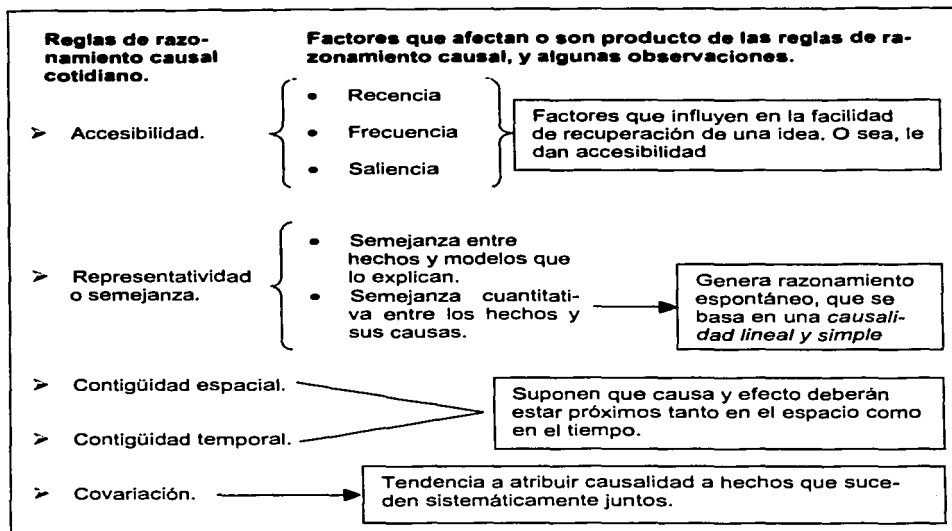 Reglas de razo-
namiento causal
cotidiano.
Factores que afectan o son producto de las reglas de ra-
zonamiento causal, y algunas observaciones.
➢ Accesibilidad.
• Recencia
• Frecuencia
• Saliencia
Factores que influyen en la facilidad
de recuperación de una idea. O sea, le
dan accesibilidad
➢ Representatividad
o semejanza.
• Semejanza entre
hechos y modelos que
lo explican.
• Semejanza cuantitati-
va entre los hechos y
sus causas.
Genera razonamiento
espontáneo, que se
basa en una causali-
dad lineal y simple
➢ Contigüidad espacial.
➢ Contigüidad temporal.
Suponen que causa y efecto deberán
estar próximos tanto en el espacio como
en el tiempo.
➢ Covariación.
Tendencia a atribuir causalidad a hechos que suce-
den sistemáticamente juntos.